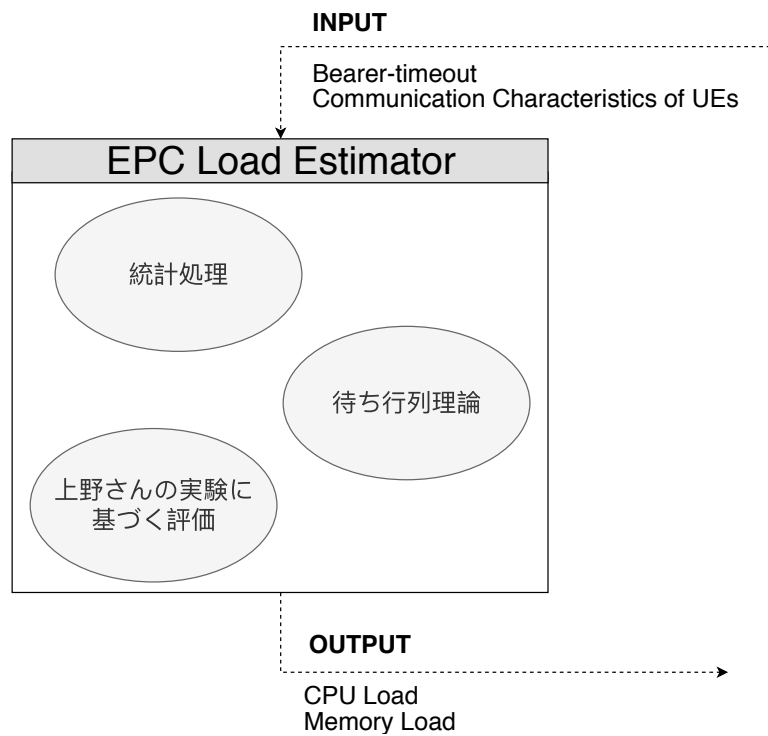 INPUT
Bearer-timeout
Communication Characteristics of UEs
EPC Load Estimator
統計処理
待ち行列理論
上野さんの実験に
基づく評価
OUTPUT
CPU Load
Memory Load